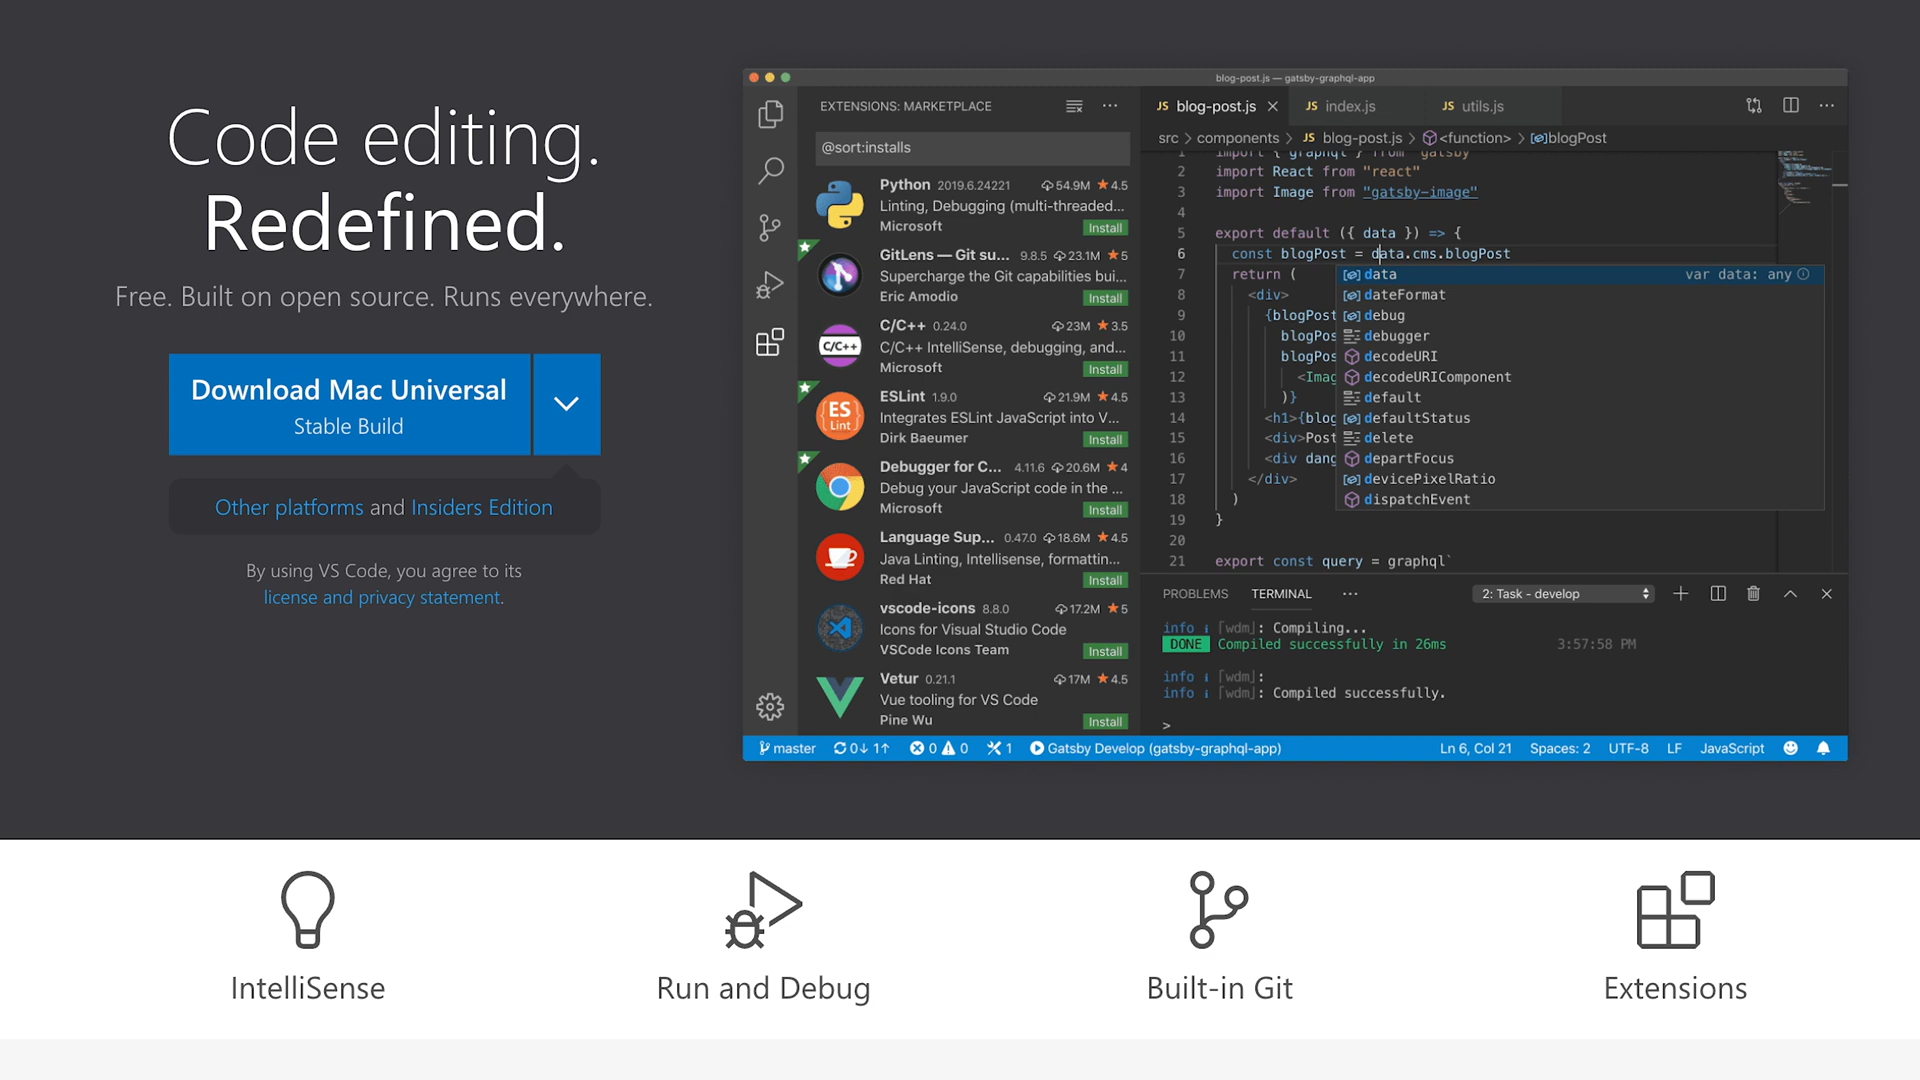 Code editing.
Redefined.
Free. Built on open source. Runs everywhere.
Download Mac Universal
Stable Build
Other platforms and Insiders Edition
By using VS Code, you agree to its
license and privacy statement.
blog-post.js — gatsby-graphql-app
EXTENSIONS: MARKETPLACE
@sort:installs
Python 2019.6.24221 54.9M ★4.5
Linting, Debugging (multi-threaded...
Microsoft Install
GitLens — Git su... 9.8.5 23.1M ★5
Supercharge the Git capabilities bui...
Eric Amodio Install
C/C++
C/C++ 0.24.0 23M ★3.5
C/C++ IntelliSense, debugging, and...
Microsoft Install
ES
Lint
ESLint 1.9.0 21.9M ★4.5
Integrates ESLint JavaScript into V...
Dirk Baeumer Install
Debugger for C... 4.11.6 20.6M ★4
Debug your JavaScript code in the ...
Microsoft Install
Language Sup... 0.47.0 18.6M ★4.5
Java Linting, Intellisense, formattin...
Red Hat Install
vscode-icons 8.8.0 17.2M ★5
Icons for Visual Studio Code
VSCode Icons Team Install
Vetur 0.21.1 17M ★4.5
Vue tooling for VS Code
Pine Wu Install
JS blog-post.js JS index.js JS utils.js
src > components > JS blog-post.js > <function> > blogPost
1 import { graphql } from "gatsby"
2 import React from "react"
3 import Image from "gatsby-image"
4
5 export default ({ data }) => {
6 const blogPost = data.cms.blogPost
7 return (
8 <div>
9 {blogPost
10 blogPos
11 blogPos
12 <Imag
13 )}
14 <h1>{blog
15 <div>Post
16 <div dang
17 </div>
18 )
19 }
20
21 export const query = graphql`
data var data: any
dateFormat
debug
debugger
decodeURI
decodeURIComponent
default
defaultStatus
delete
departFocus
devicePixelRatio
dispatchEvent
PROBLEMS TERMINAL ... 2: Task - develop
info i [wdm]: Compiling...
DONE Compiled successfully in 26ms 3:57:58 PM
info i [wdm]:
info i [wdm]: Compiled successfully.
>
master 0↓ 1↑ 0 0 1 Gatsby Develop (gatsby-graphql-app) Ln 6, Col 21 Spaces: 2 UTF-8 LF JavaScript
IntelliSense
Run and Debug
Built-in Git
Extensions